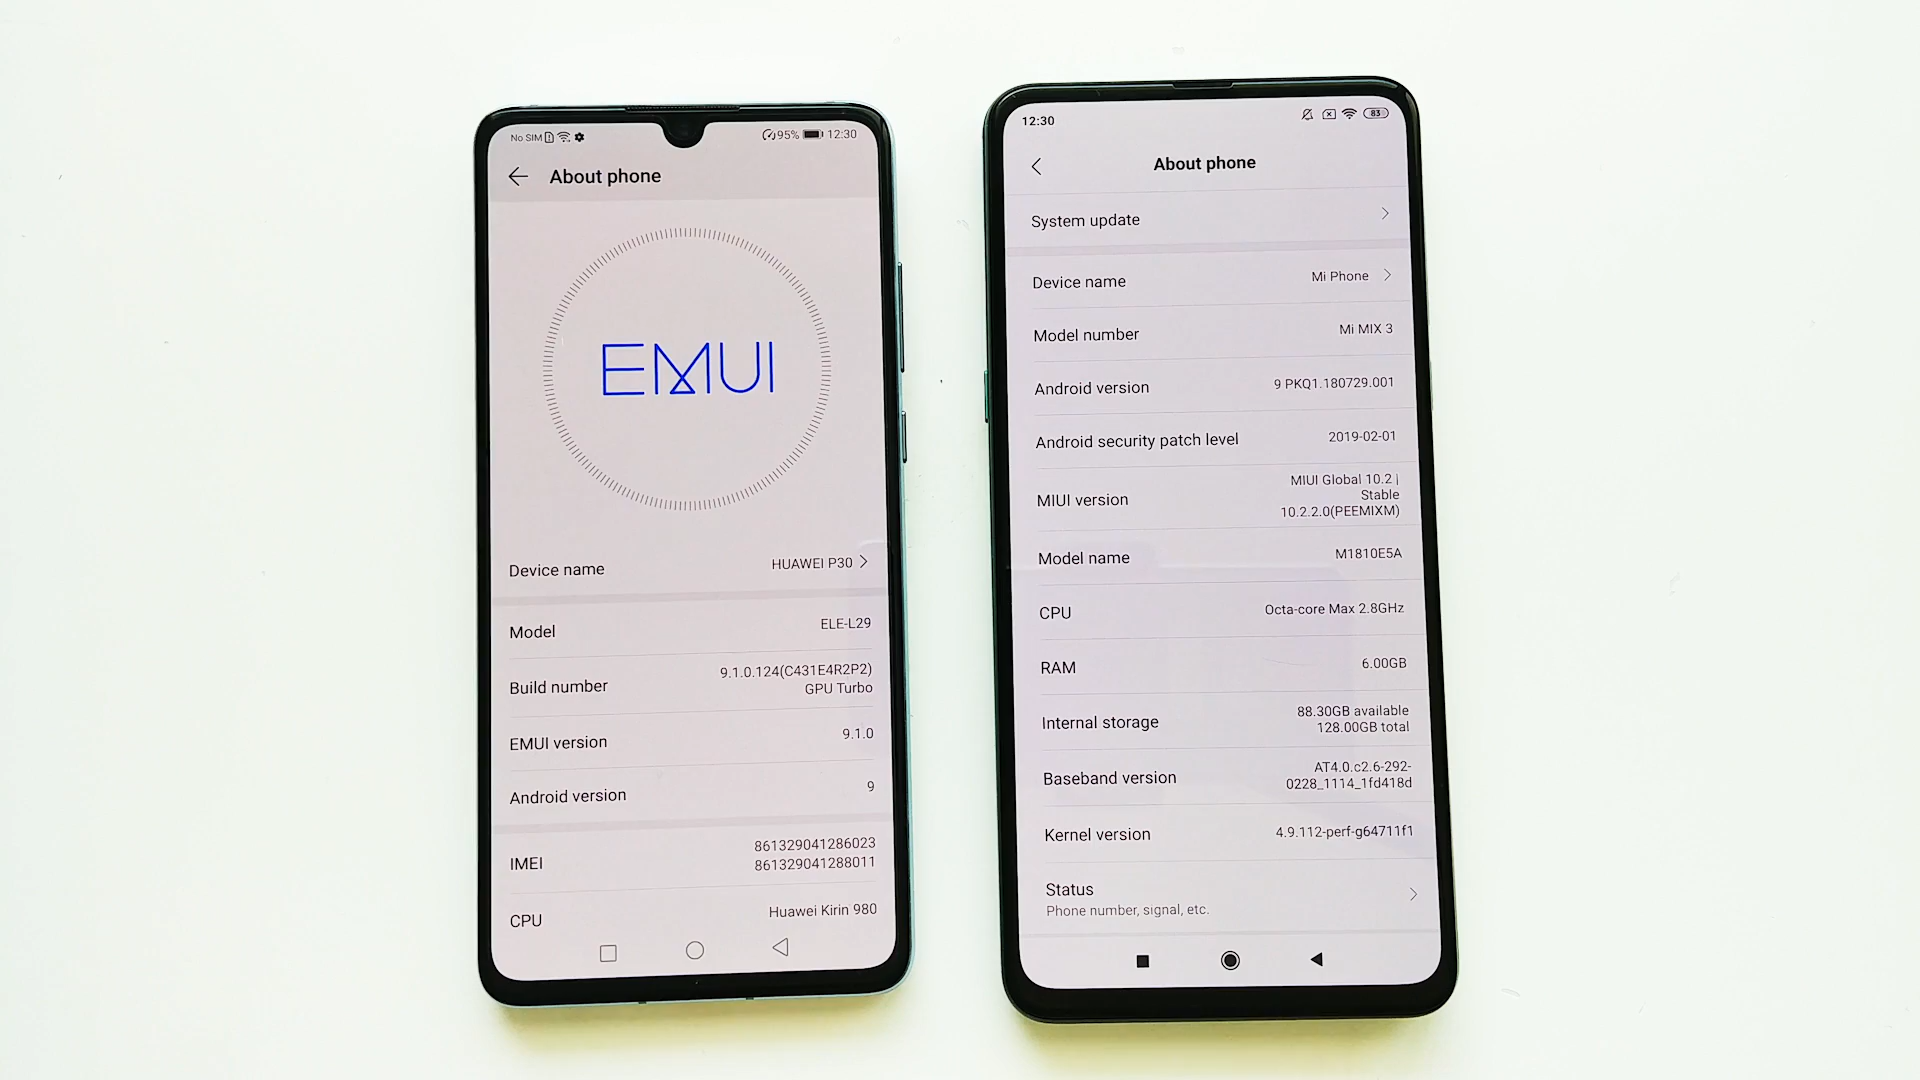 No SIM 95% 12:30
About phone
EMUI
Device name HUAWEI P30
Model ELE-L29
Build number 9.1.0.124(C431E4R2P2)
GPU Turbo
EMUI version 9.1.0
Android version 9
IMEI 861329041286023
861329041288011
CPU Huawei Kirin 980
12:30 83
About phone
System update
Device name Mi Phone
Model number Mi MIX 3
Android version 9 PKQ1.180729.001
Android security patch level 2019-02-01
MIUI version MIUI Global 10.2 |
Stable
10.2.2.0(PEEMIXM)
Model name M1810E5A
CPU Octa-core Max 2.8GHz
RAM 6.00GB
Internal storage 88.30GB available
128.00GB total
Baseband version AT4.0.c2.6-292-
0228_1114_1fd418d
Kernel version 4.9.112-perf-g64711f1
Status
Phone number, signal, etc.